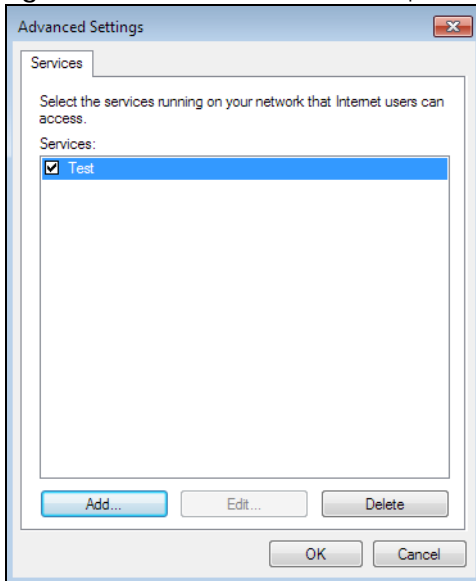 Advanced Settings
Services
Select the services running on your network that Internet users can
access.
Services:
Test
Add...
Edit...
Delete
OK
Cancel